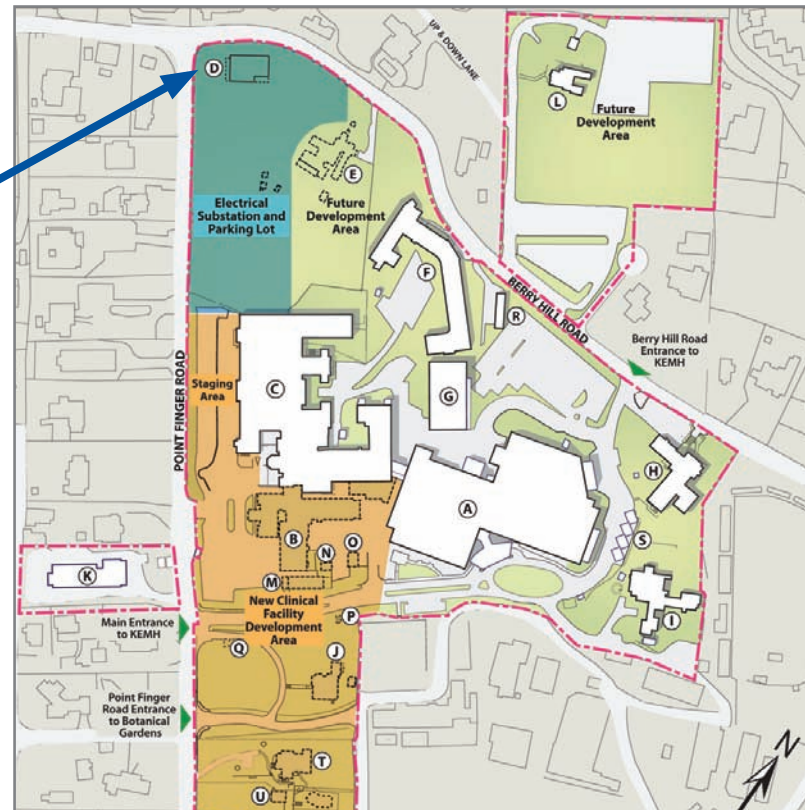 UP & DOWN LANE
D
L
Future
Development
Area
E
Electrical
Substation and
Parking Lot
Future
Development
Area
F
BERRY HILL ROAD
R
Berry Hill Road
Entrance to
KEMH
POINT FINGER ROAD
Staging
Area
C
G
H
A
B
O
N
S
K
M
New Clinical
Facility
Development
Area
P
I
Main Entrance
to KEMH
Q
J
Point Finger
Road Entrance
to Botanical
Gardens
T
U
N